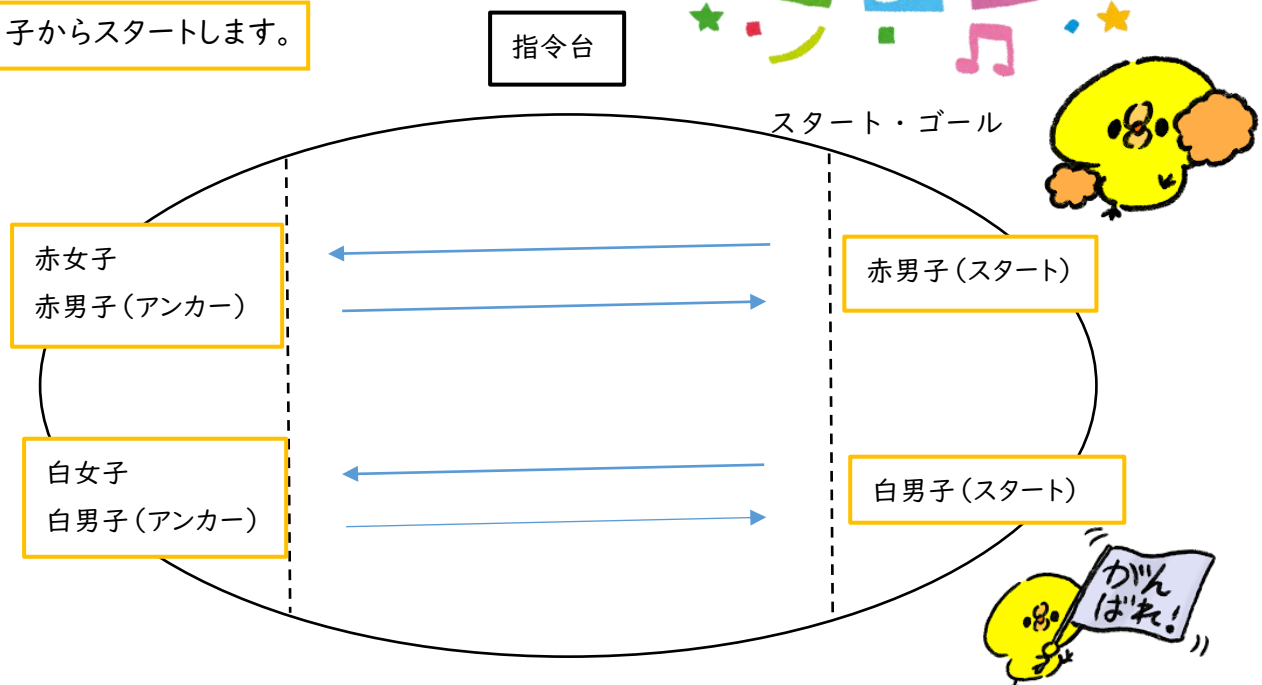 子からスタートします。
指令台
スタート・ゴール
赤女子
赤男子(アンカー)
赤男子(スタート)
白女子
白男子(アンカー)
白男子(スタート)
がん
ばれ!